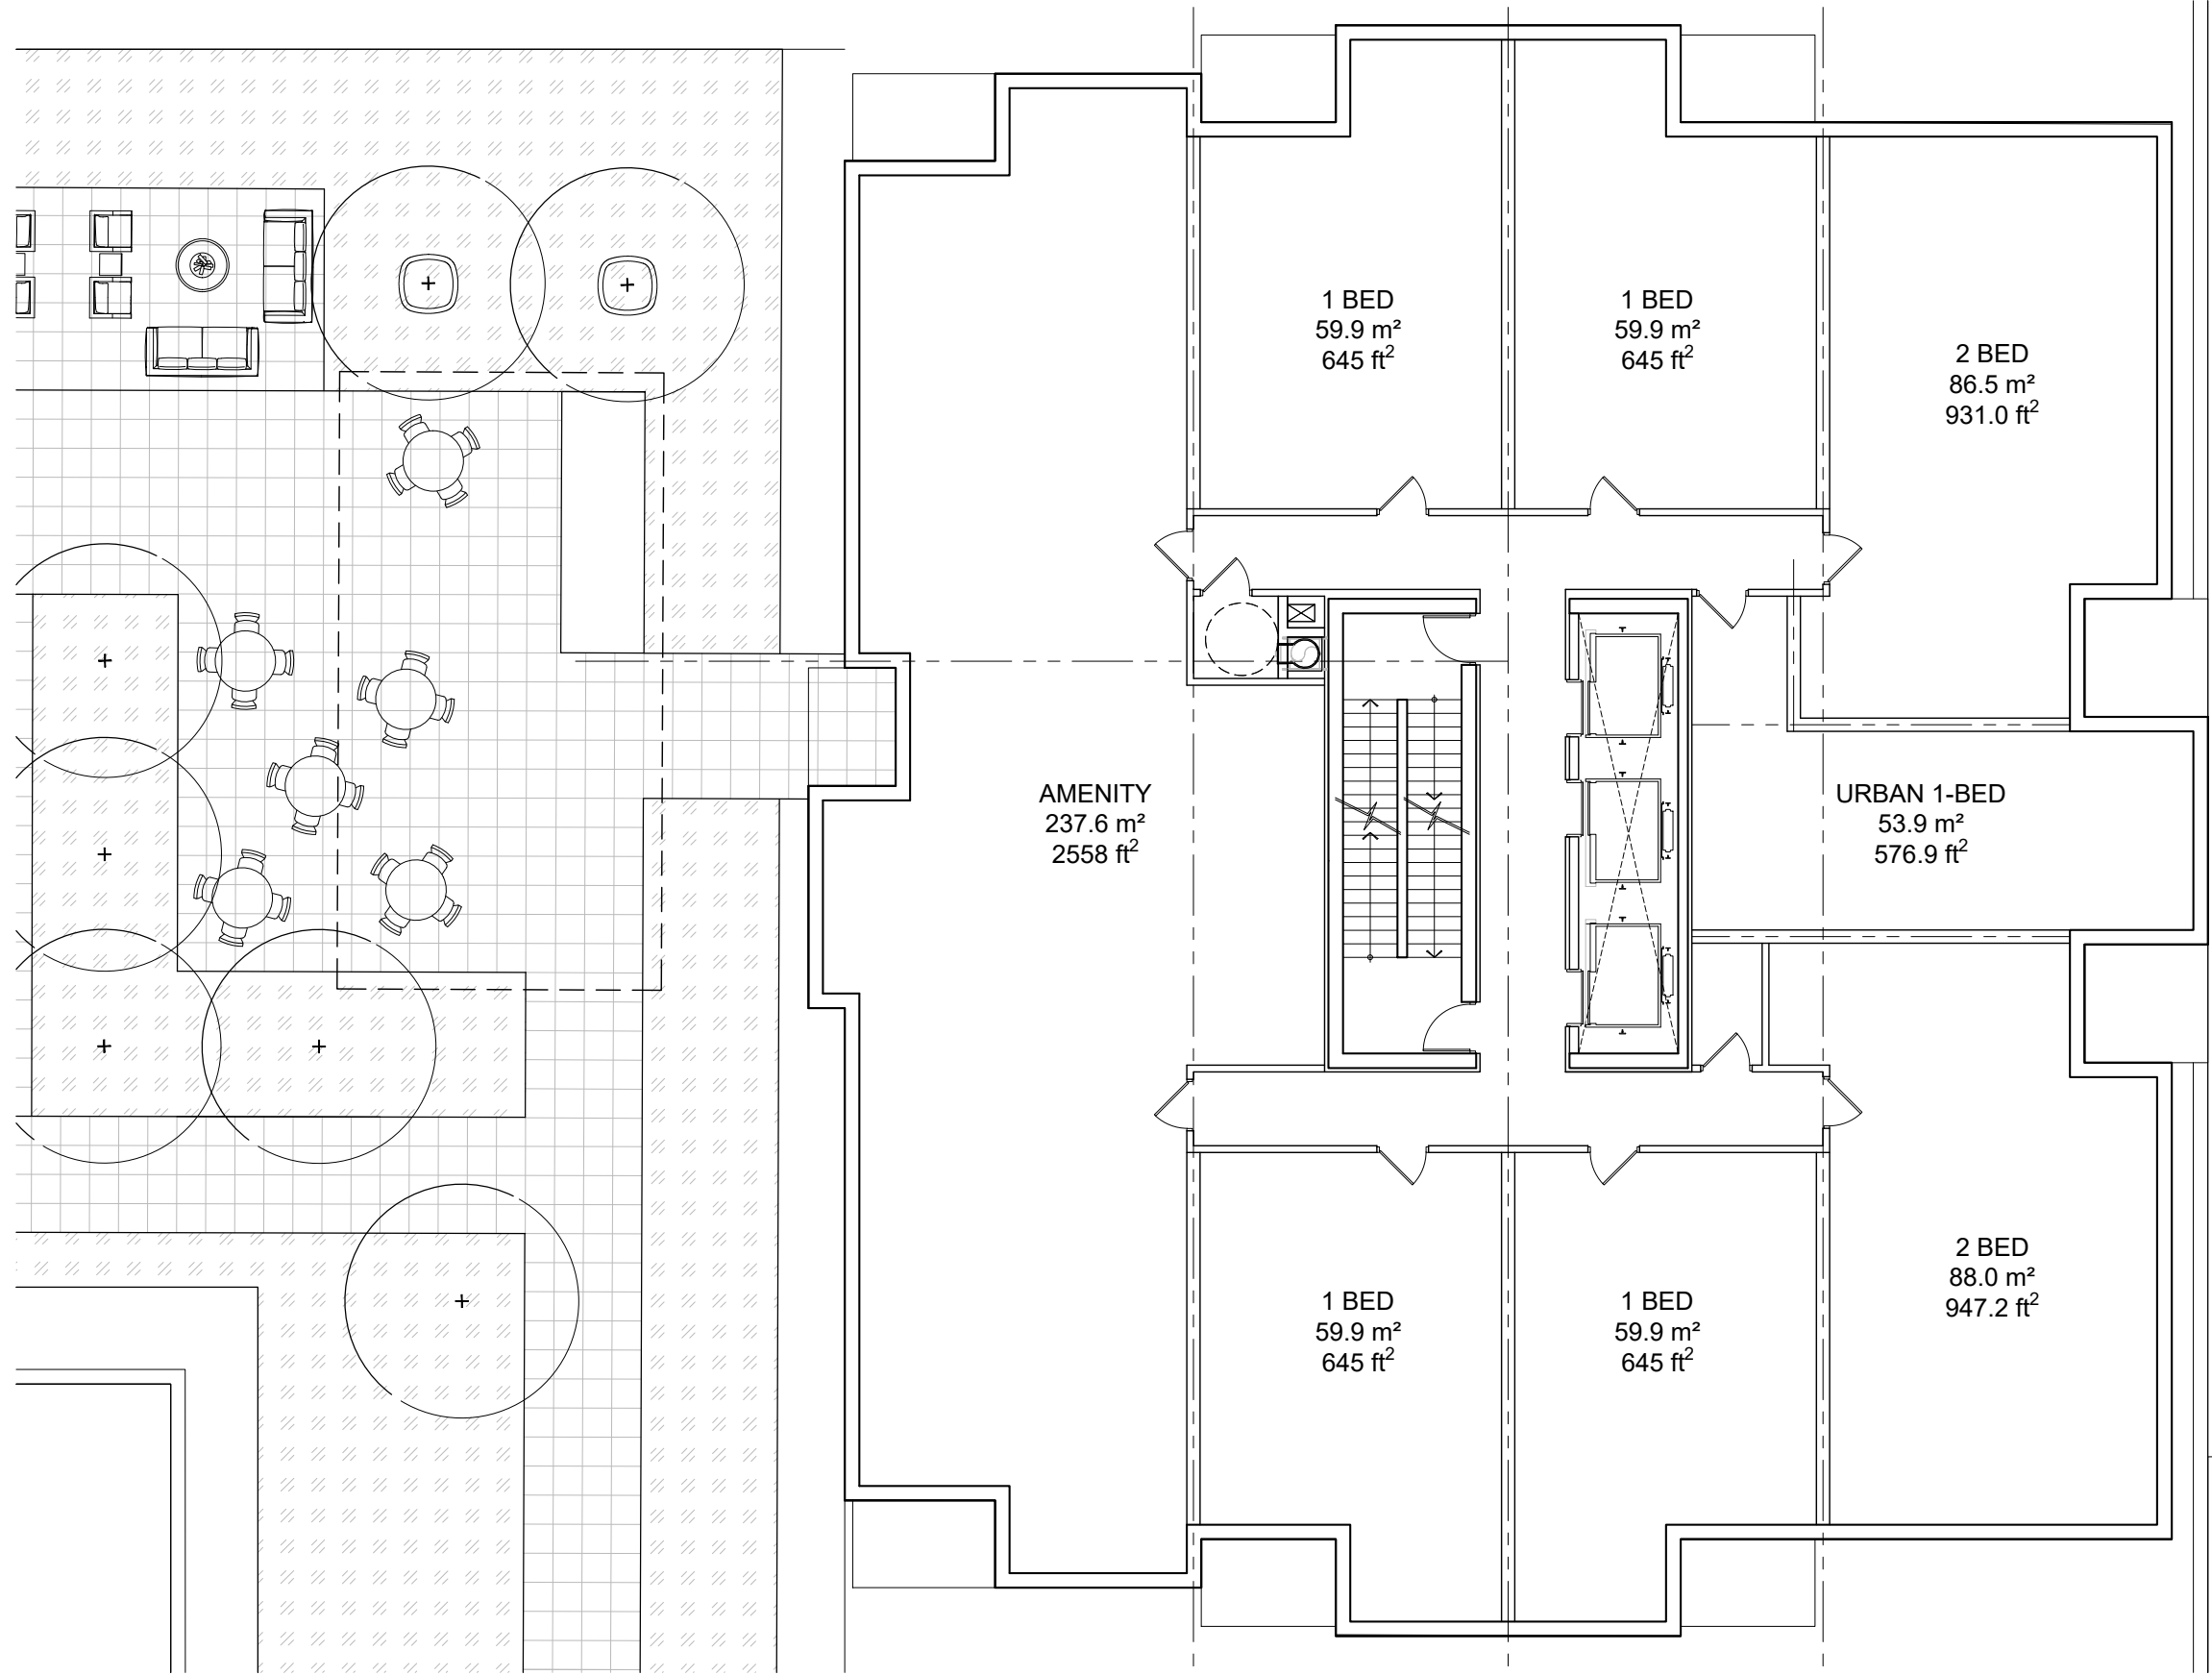 1 BED
59.9 m²
645 ft²
1 BED
59.9 m²
645 ft²
2 BED
86.5 m²
931.0 ft²
AMENITY
237.6 m²
2558 ft²
URBAN 1-BED
53.9 m²
576.9 ft²
1 BED
59.9 m²
645 ft²
1 BED
59.9 m²
645 ft²
2 BED
88.0 m²
947.2 ft²